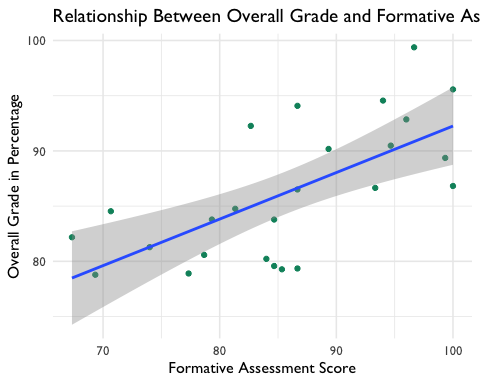 Relationship Between Overall Grade and Formative As
100
90
80
Overall Grade in Percentage
70 80 90 100
Formative Assessment Score